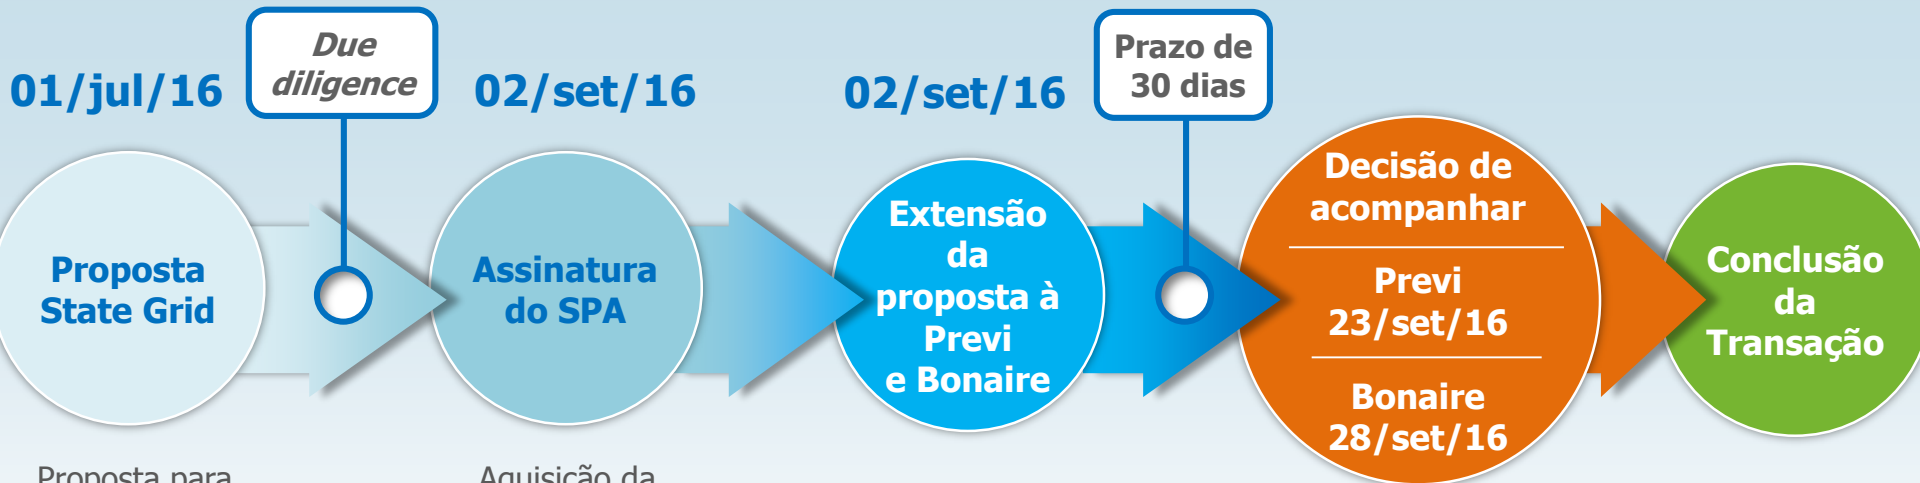 01/jul/16
Due
diligence
02/set/16
02/set/16
Prazo de
30 dias
Proposta
State Grid
Assinatura
do SPA
Extensão
da
proposta à
Previ
e Bonaire
Decisão de
acompanhar
Previ
23/set/16
Bonaire
28/set/16
Conclusão
da
Transação
Proposta para
Aquisição da